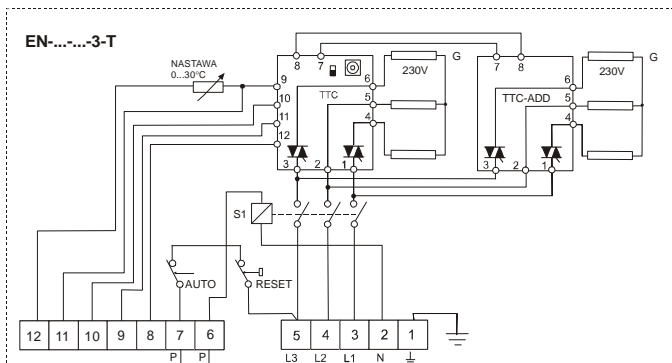 EN-...-...-3-T
NASTAWA
0...30°C
8 7
7 8
9
10
11
12
TTC
6
5
4
3 2 1
230V
G
TTC-ADD
6
5
4
3 2 1
230V
G
S1
AUTO
RESET
12 11 10 9 8 7 6
P P
5 4 3 2 1
L3 L2 L1 N